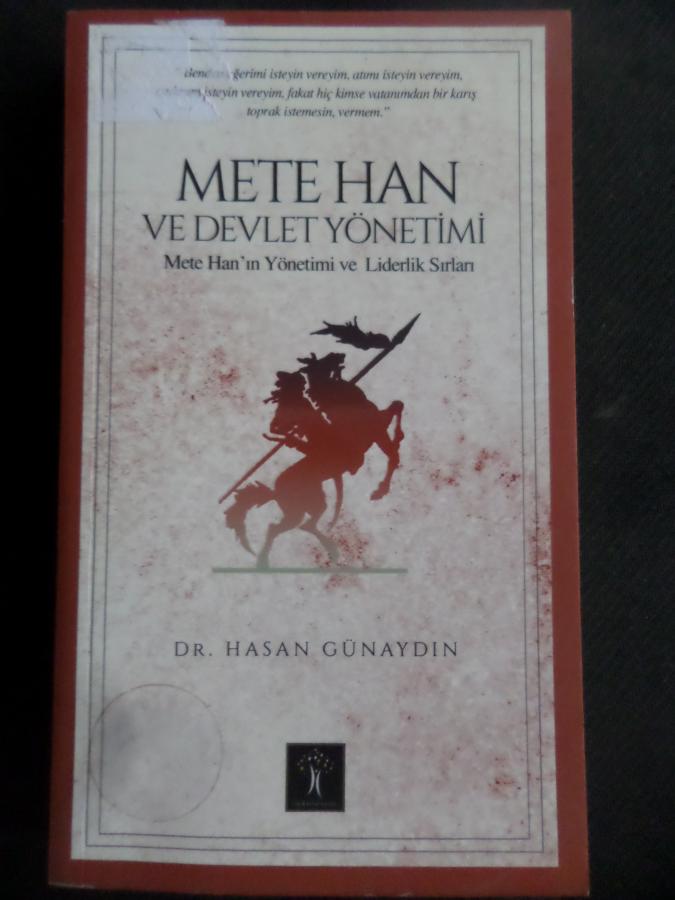 isteyin vereyim, atımı isteyin vereyim,
isteyin vereyim, fakat hiç kimse vatanımdan bir karış
toprak istemesin, vermem."
METE HAN
VE DEVLET YÖNETİMİ
Mete Han'ın Yönetimi ve Liderlik Sırları
DR. HASAN GÜNAYDIN